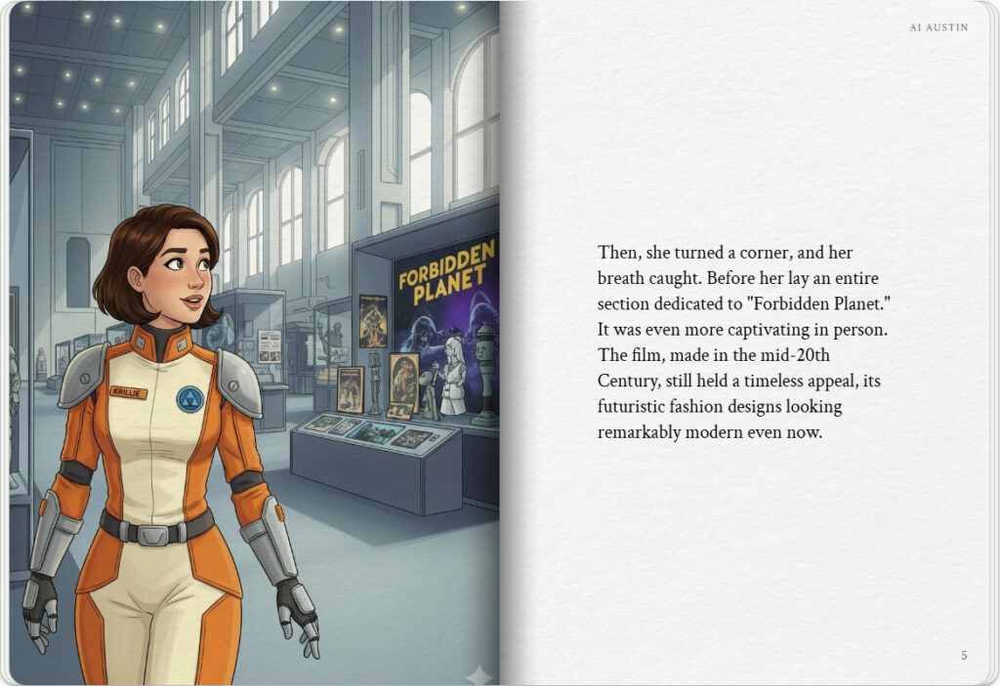 KRILLIE
FORBIDDEN
PLANET
AI AUSTIN
Then, she turned a corner, and her
breath caught. Before her lay an entire
section dedicated to "Forbidden Planet."
It was even more captivating in person.
The film, made in the mid-20th
Century, still held a timeless appeal, its
futuristic fashion designs looking
remarkably modern even now.
5